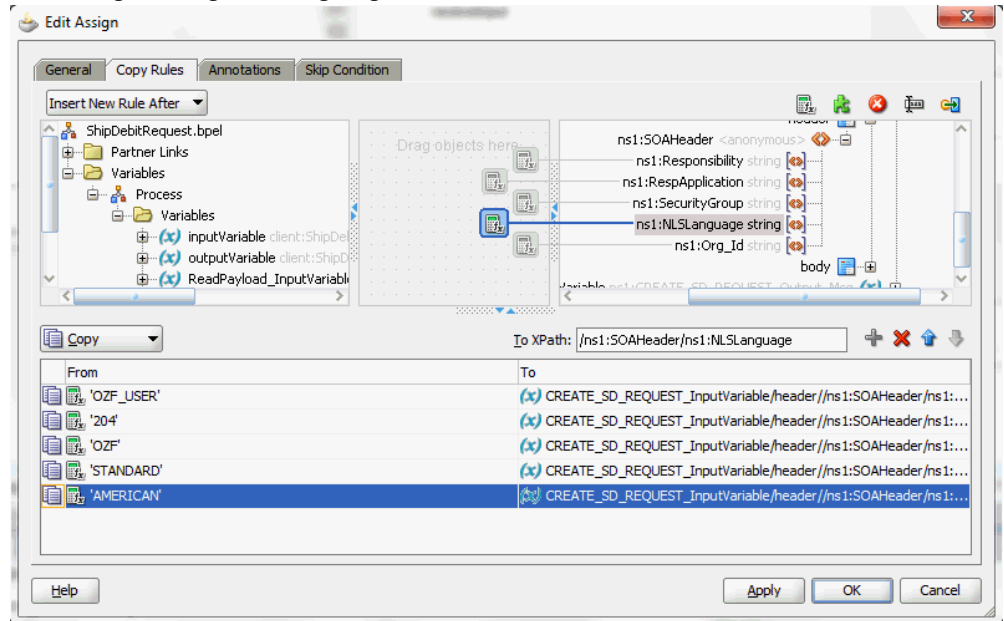 Edit Assign
General Copy Rules Annotations Skip Condition
Insert New Rule After
ShipDebitRequest.bpel
Partner Links
Variables
Process
Variables
inputVariable client:ShipDe
outputVariable client:ShipD
ReadPayload_InputVariabl
Drag objects here
ns1:SOAHeader <anonymous>
ns1:Responsibility string
ns1:RespApplication string
ns1:SecurityGroup string
ns1:NLSLanguage string
ns1:Org_Id string
body
Copy
To XPath: /ns1:SOAHeader/ns1:NLSLanguage
From To
'OZF_USER' CREATE_SD_REQUEST_InputVariable/header//ns1:SOAHeader/ns1:...
'204' CREATE_SD_REQUEST_InputVariable/header//ns1:SOAHeader/ns1:...
'OZF' CREATE_SD_REQUEST_InputVariable/header//ns1:SOAHeader/ns1:...
'STANDARD' CREATE_SD_REQUEST_InputVariable/header//ns1:SOAHeader/ns1:...
'AMERICAN' CREATE_SD_REQUEST_InputVariable/header//ns1:SOAHeader/ns1:...
Help Apply OK Cancel